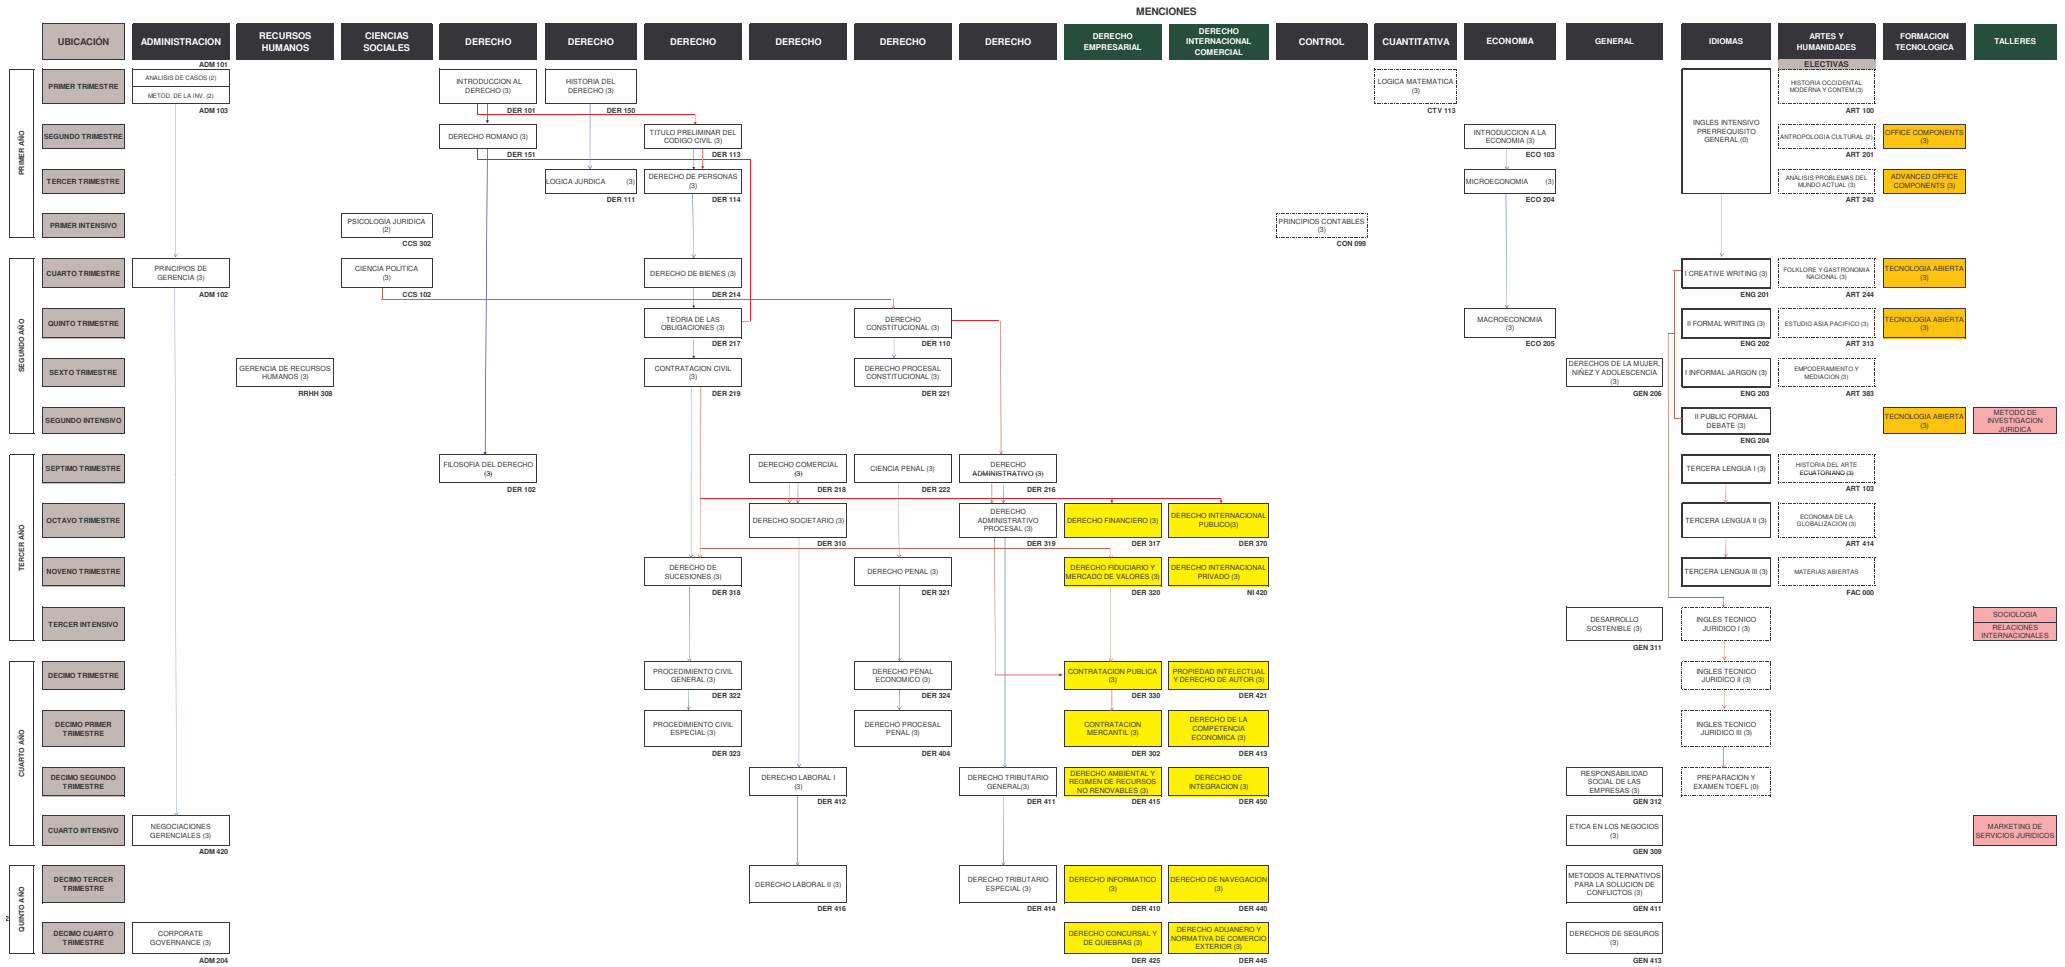 MENCIONES
UBICACIÓN
ADMINISTRACION
RECURSOS
HUMANOS
CIENCIAS
SOCIALES
DERECHO
DERECHO
DERECHO
DERECHO
DERECHO
DERECHO
DERECHO
EMPRESARIAL
DERECHO
INTERNACIONAL
COMERCIAL
CONTROL
CUANTITATIVA
ECONOMIA
GENERAL
IDIOMAS
ARTES Y
HUMANIDADES
FORMACION
TECNOLOGICA
TALLERES
ADM 101
ELECTIVAS
PRIMER AÑO
PRIMER TRIMESTRE
ANALISIS DE CASOS (2)
METOD. DE LA INV. (2)
ADM 103
INTRODUCCION AL
DERECHO (3)
DER 101
HISTORIA DEL
DERECHO (3)
DER 150
LOGICA MATEMATICA
(3)
CTV 113
INGLES INTENSIVO
PRERREQUISITO
GENERAL (0)
HISTORIA OCCIDENTAL
MODERNA Y CONTEM.(3)
ART 100
SEGUNDO TRIMESTRE
DERECHO ROMANO (3)
DER 151
TITULO PRELIMINAR DEL
CODIGO CIVIL (3)
DER 113
INTRODUCCION A LA
ECONOMIA (3)
ECO 103
ANTROPOLOGIA CULTURAL (2)
ART 201
OFFICE COMPONENTS
(3)
TERCER TRIMESTRE
LOGICA JURDICA (3)
DER 111
DERECHO DE PERSONAS
(3)
DER 114
MICROECONOMIA (3)
ECO 204
ANALISIS PROBLEMAS DEL
MUNDO ACTUAL (3)
ART 243
ADVANCED OFFICE
COMPONENTS (3)
PRIMER INTENSIVO
PSICOLOGIA JURIDICA
(2)
CCS 302
PRINCIPIOS CONTABLES
(3)
CON 099
SEGUNDO AÑO
CUARTO TRIMESTRE
PRINCIPIOS DE
GERENCIA (3)
ADM 102
CIENCIA POLITICA
(3)
CCS 102
DERECHO DE BIENES (3)
DER 214
I CREATIVE WRITING (3)
ENG 201
FOLKLORE Y GASTRONOMIA
NACIONAL (3)
ART 244
TECNOLOGIA ABIERTA
(3)
QUINTO TRIMESTRE
TEORIA DE LAS
OBLIGACIONES (3)
DER 217
DERECHO
CONSTITUCIONAL (3)
DER 110
MACROECONOMIA
(3)
ECO 205
II FORMAL WRITING (3)
ENG 202
ESTUDIO ASIA PACIFICO (3)
ART 313
TECNOLOGIA ABIERTA
(3)
SEXTO TRIMESTRE
GERENCIA DE RECURSOS
HUMANOS (3)
RRHH 308
CONTRATACION CIVIL
(3)
DER 219
DERECHO PROCESAL
CONSTITUCIONAL (3)
DER 221
DERECHOS DE LA MUJER,
NIÑEZ Y ADOLESCENCIA
(3)
GEN 206
I INFORMAL JARGON (3)
ENG 203
EMPODERAMIENTO Y
MEDIACION (3)
ART 383
SEGUNDO INTENSIVO
II PUBLIC FORMAL
DEBATE (3)
ENG 204
TECNOLOGIA ABIERTA
(3)
METODO DE
INVESTIGACION
JURIDICA
TERCER AÑO
SEPTIMO TRIMESTRE
FILOSOFIA DEL DERECHO
(3)
DER 102
DERECHO COMERCIAL
(3)
DER 218
CIENCIA PENAL (3)
DER 222
DERECHO
ADMINISTRATIVO (3)
DER 216
TERCERA LENGUA I (3)
HISTORIA DEL ARTE
ECUATORIANO (3)
ART 103
OCTAVO TRIMESTRE
DERECHO SOCIETARIO (3)
DER 310
DERECHO
ADMINISTRATIVO
PROCESAL (3)
DER 319
DERECHO FINANCIERO (3)
DER 317
DERECHO INTERNACIONAL
PUBLICO(3)
DER 370
TERCERA LENGUA II (3)
ECONOMIA DE LA
GLOBALIZACION (3)
ART 414
NOVENO TRIMESTRE
DERECHO DE
SUCESIONES (3)
DER 318
DERECHO PENAL (3)
DER 321
DERECHO FIDUCIARIO Y
MERCADO DE VALORES (3)
DER 320
DERECHO INTERNACIONAL
PRIVADO (3)
NI 420
TERCERA LENGUA III (3)
MATERIAS ABIERTAS
FAC 000
TERCER INTENSIVO
DESARROLLO
SOSTENIBLE (3)
GEN 311
INGLES TECNICO
JURIDICO I (3)
SOCIOLOGIA
RELACIONES
INTERNACIONALES
CUARTO AÑO
DECIMO TRIMESTRE
PROCEDIMIENTO CIVIL
GENERAL (3)
DER 322
DERECHO PENAL
ECONOMICO (3)
DER 324
CONTRATACION PUBLICA
(3)
DER 330
PROPIEDAD INTELECTUAL
Y DERECHO DE AUTOR (3)
DER 421
INGLES TECNICO
JURIDICO II (3)
DECIMO PRIMER
TRIMESTRE
PROCEDIMIENTO CIVIL
ESPECIAL (3)
DER 323
DERECHO PROCESAL
PENAL (3)
DER 404
CONTRATACION
MERCANTIL (3)
DER 302
DERECHO DE LA
COMPETENCIA
ECONOMICA (3)
DER 413
INGLES TECNICO
JURIDICO III (3)
DECIMO SEGUNDO
TRIMESTRE
DERECHO LABORAL I
(3)
DER 412
DERECHO TRIBUTARIO
GENERAL(3)
DER 411
DERECHO AMBIENTAL Y
REGIMEN DE RECURSOS
NO RENOVABLES (3)
DER 415
DERECHO DE
INTEGRACION (3)
DER 450
RESPONSABILIDAD
SOCIAL DE LAS
EMPRESAS (3)
GEN 312
PREPARACION Y
EXAMEN TOEFL (0)
CUARTO INTENSIVO
NEGOCIACIONES
GERENCIALES (3)
ADM 420
ETICA EN LOS NEGOCIOS
(3)
GEN 309
MARKETING DE
SERVICIOS JURIDICOS
QUINTO AÑO
DECIMO TERCER
TRIMESTRE
DERECHO LABORAL II (3)
DER 416
DERECHO TRIBUTARIO
ESPECIAL (3)
DER 414
DERECHO INFORMATICO
(3)
DER 410
DERECHO DE NAVEGACION
(3)
DER 440
METODOS ALTERNATIVOS
PARA LA SOLUCION DE
CONFLICTOS (3)
GEN 411
DECIMO CUARTO
TRIMESTRE
CORPORATE
GOVERNANCE (3)
ADM 204
DERECHO CONCURSAL Y
DE QUIEBRAS (3)
DER 425
DERECHO ADUANERO Y
NORMATIVA DE COMERCIO
EXTERIOR (3)
DER 445
DERECHOS DE SEGUROS
(3)
GEN 413